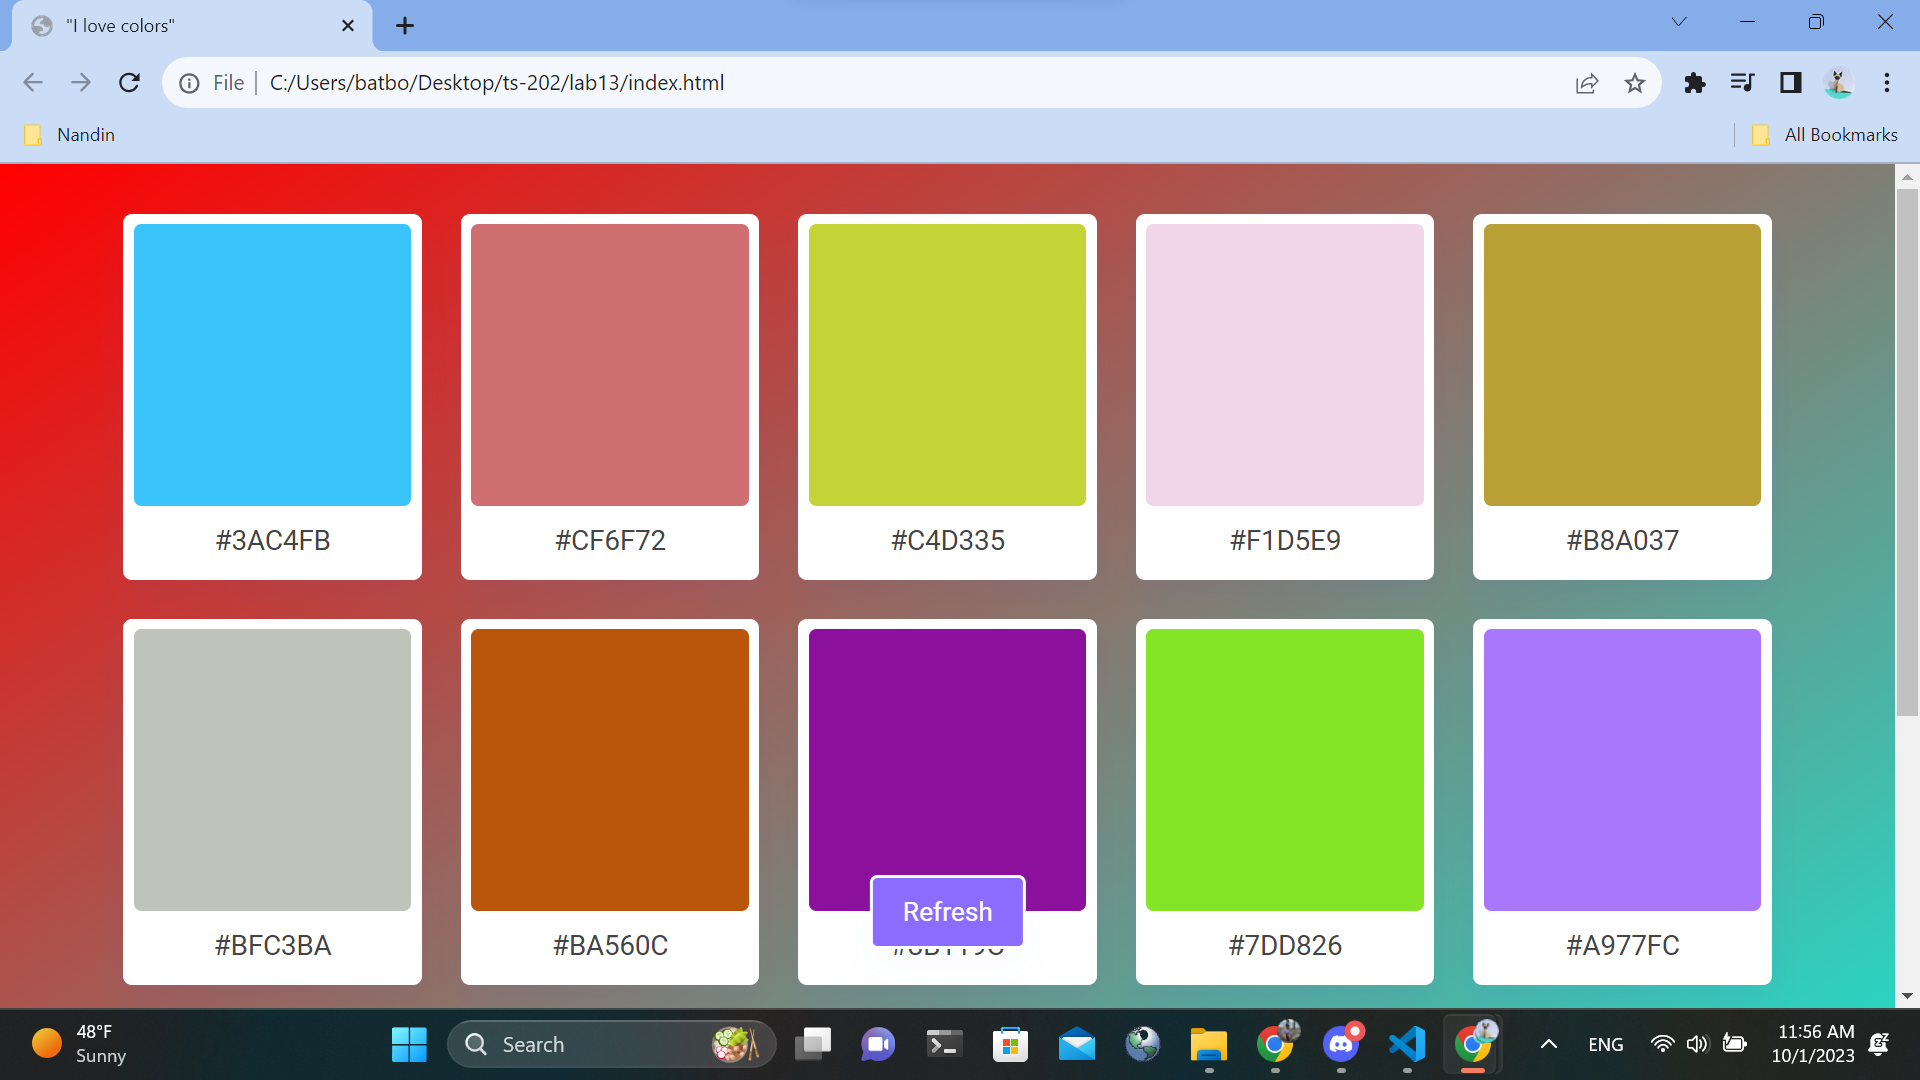 "I love colors"
File
C:/Users/batbo/Desktop/ts-202/lab13/index.html
Nandin
All Bookmarks
#3AC4FB
#CF6F72
#C4D335
#F1D5E9
#B8A037
#BFC3BA
#BA560C
Refresh
#7DD826
#A977FC
48°F
Sunny
Search
ENG
11:56 AM
10/1/2023